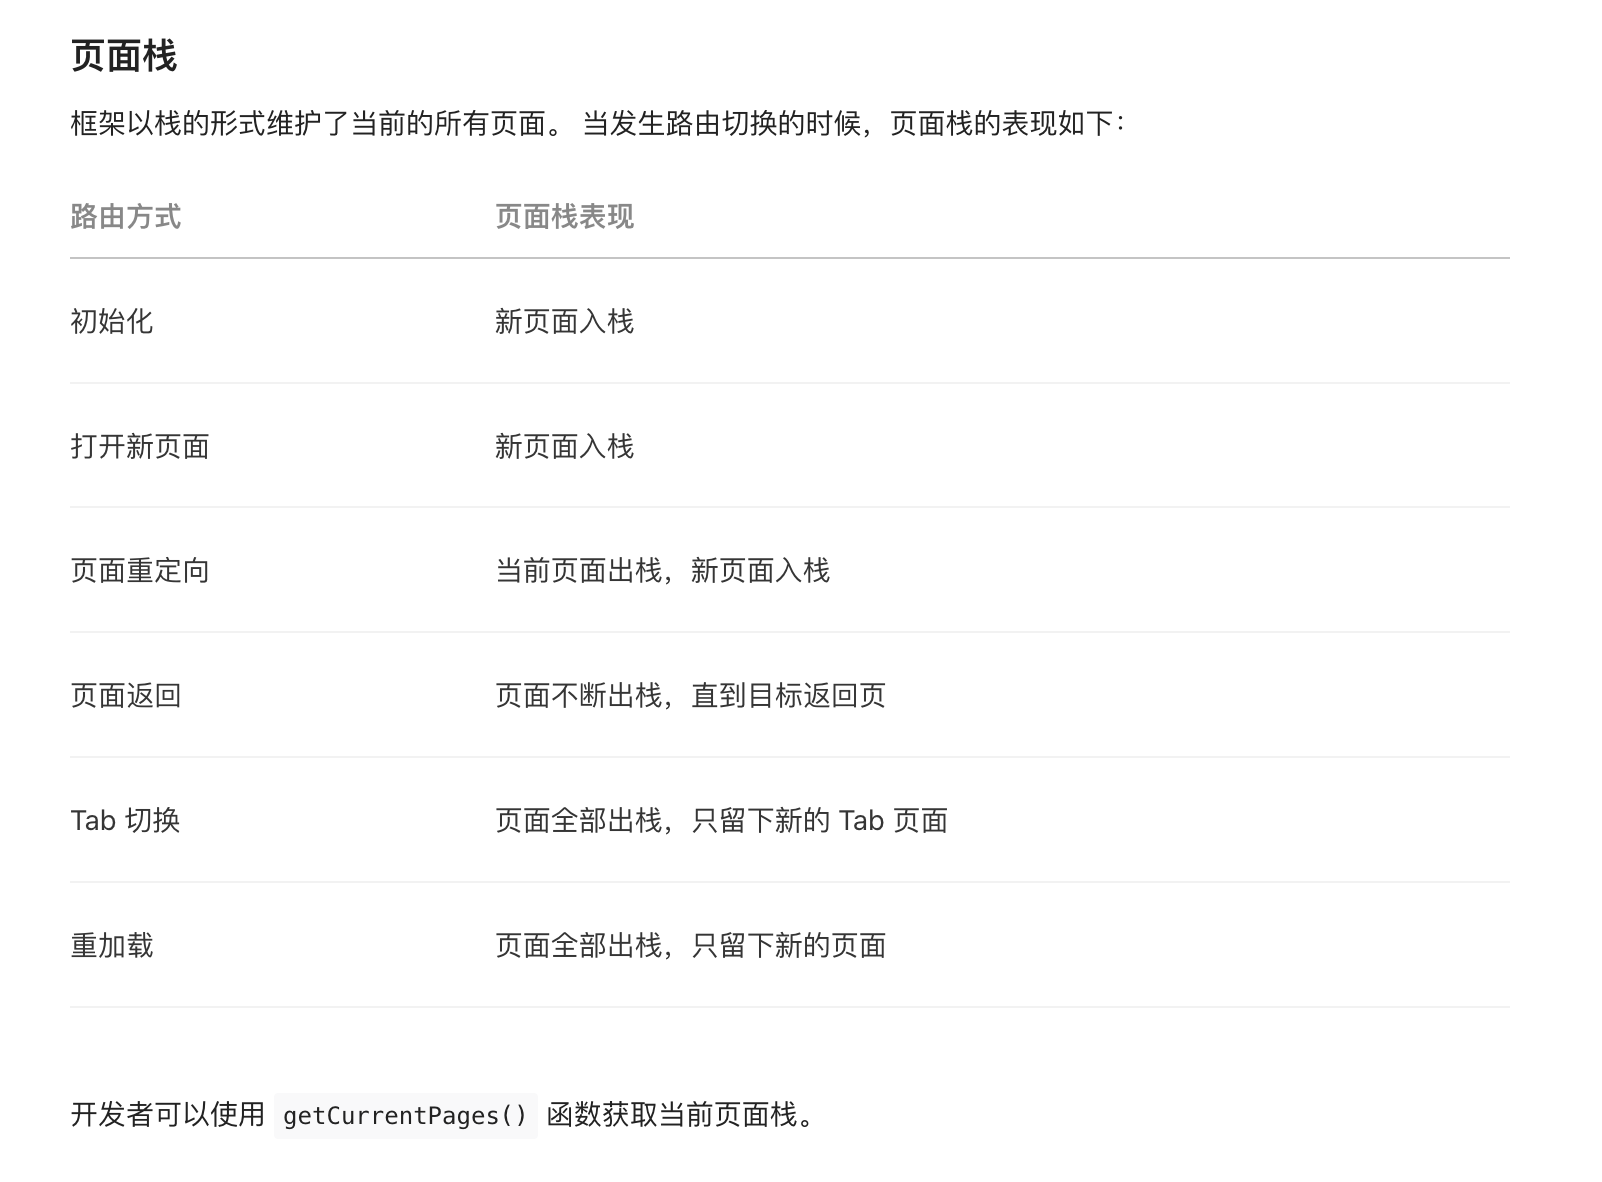 页面栈
框架以栈的形式维护了当前的所有页面。 当发生路由切换的时候，页面栈的表现如下：
路由方式 页面栈表现
初始化 新页面入栈
打开新页面 新页面入栈
页面重定向 当前页面出栈，新页面入栈
页面返回 页面不断出栈，直到目标返回页
Tab 切换 页面全部出栈，只留下新的 Tab 页面
重加载 页面全部出栈，只留下新的页面
开发者可以使用 getCurrentPages() 函数获取当前页面栈。